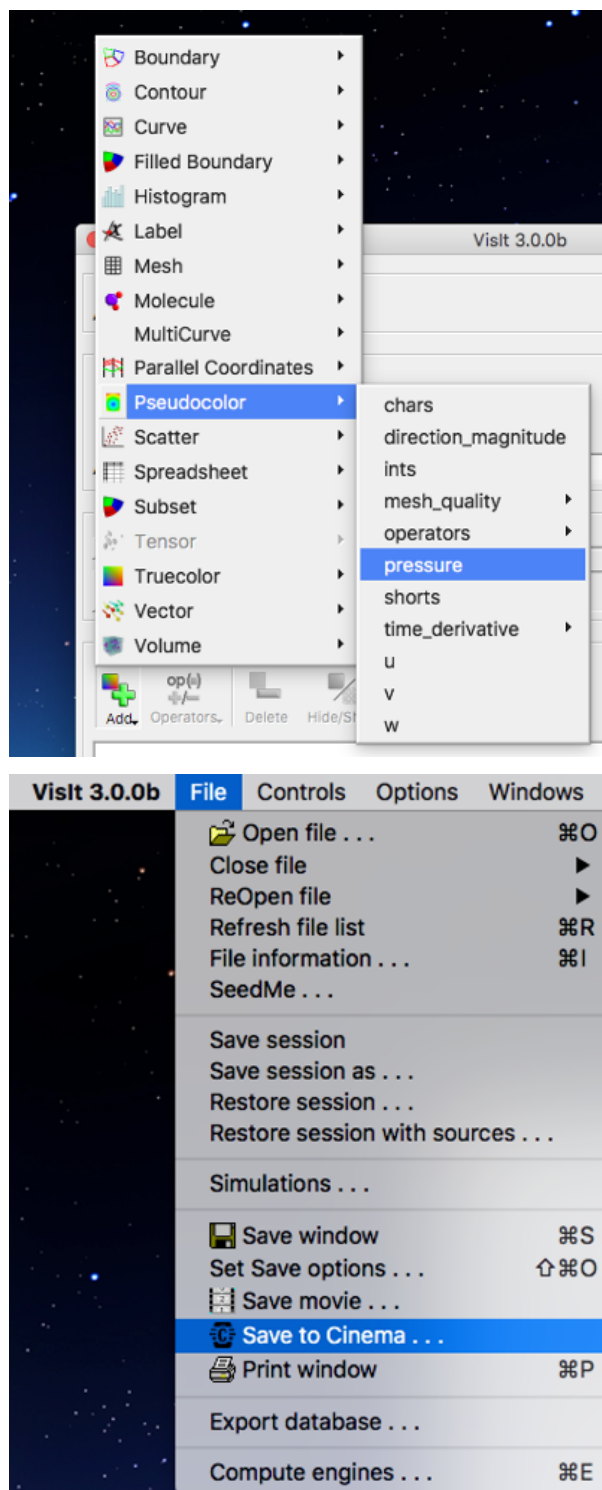 Boundary
Contour
Curve
Filled Boundary
Histogram
Label
VisIt 3.0.0b
Mesh
Molecule
MultiCurve
Parallel Coordinates
Pseudocolor
chars
Scatter
direction_magnitude
ints
Spreadsheet
mesh_quality
Subset
operators
Tensor
pressure
Truecolor
shorts
Vector
time_derivative
Volume
u
op(=)
v
Add
Operators
Delete
Hide/Sh
w
VisIt 3.0.0b File Controls Options Windows
Open file . . . ⌘O
Close file ▶
ReOpen file ▶
Refresh file list ⌘R
File information . . . ⌘I
SeedMe . . .
Save session
Save session as . . .
Restore session . . .
Restore session with sources . . .
Simulations . . .
Save window ⌘S
Set Save options . . . ⇧⌘O
Save movie . . .
Save to Cinema . . .
Print window ⌘P
Export database . . .
Compute engines . . . ⌘E